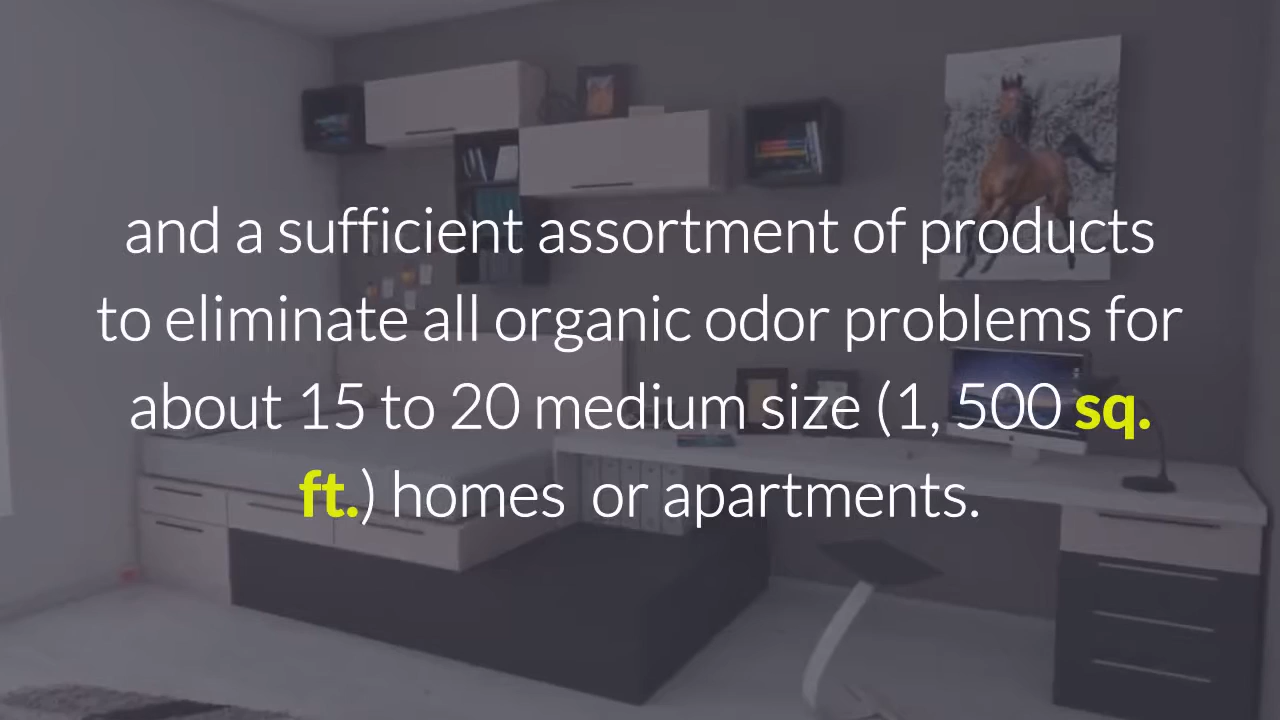 and a sufficient assortment of products
to eliminate all organic odor problems for
about 15 to 20 medium size (1, 500 sq.
ft.) homes  or apartments.